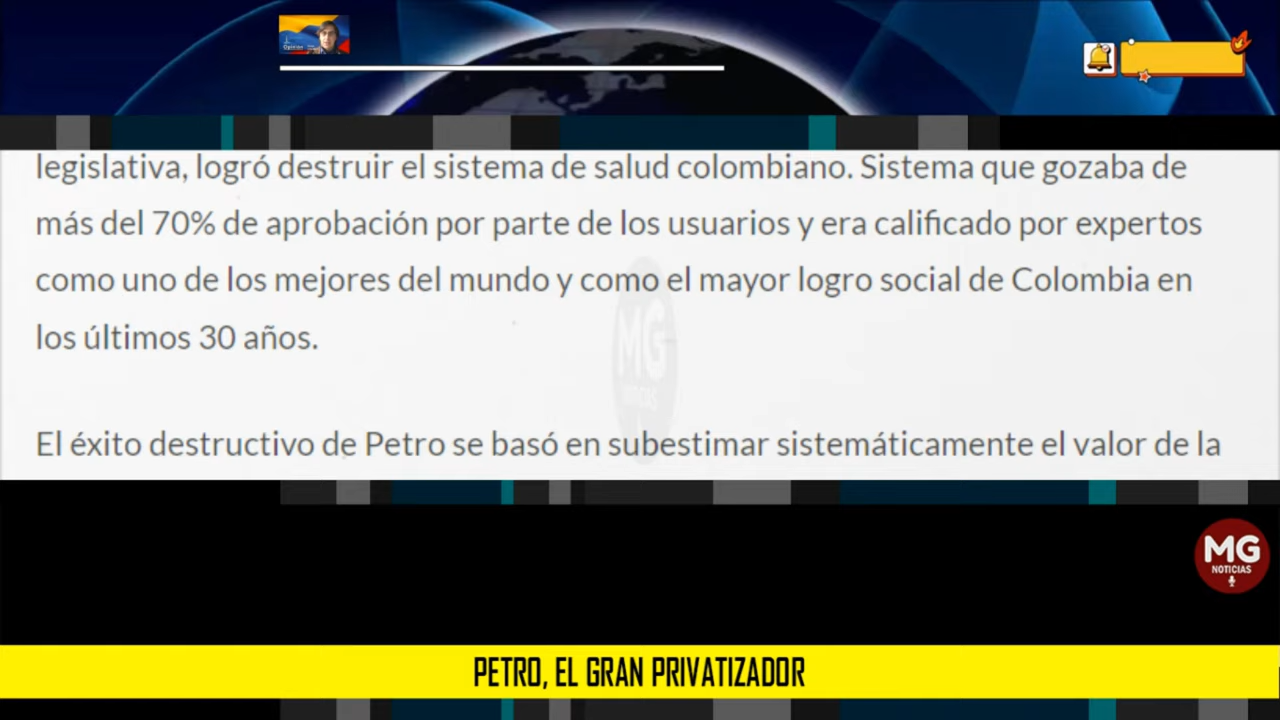 Opinión
legislativa, logró destruir el sistema de salud colombiano. Sistema que gozaba de
más del 70% de aprobación por parte de los usuarios y era calificado por expertos
como uno de los mejores del mundo y como el mayor logro social de Colombia en
los últimos 30 años.
MG
NOTICIAS
El éxito destructivo de Petro se basó en subestimar sistemáticamente el valor de la
MG
NOTICIAS
PETRO, EL GRAN PRIVATIZADOR